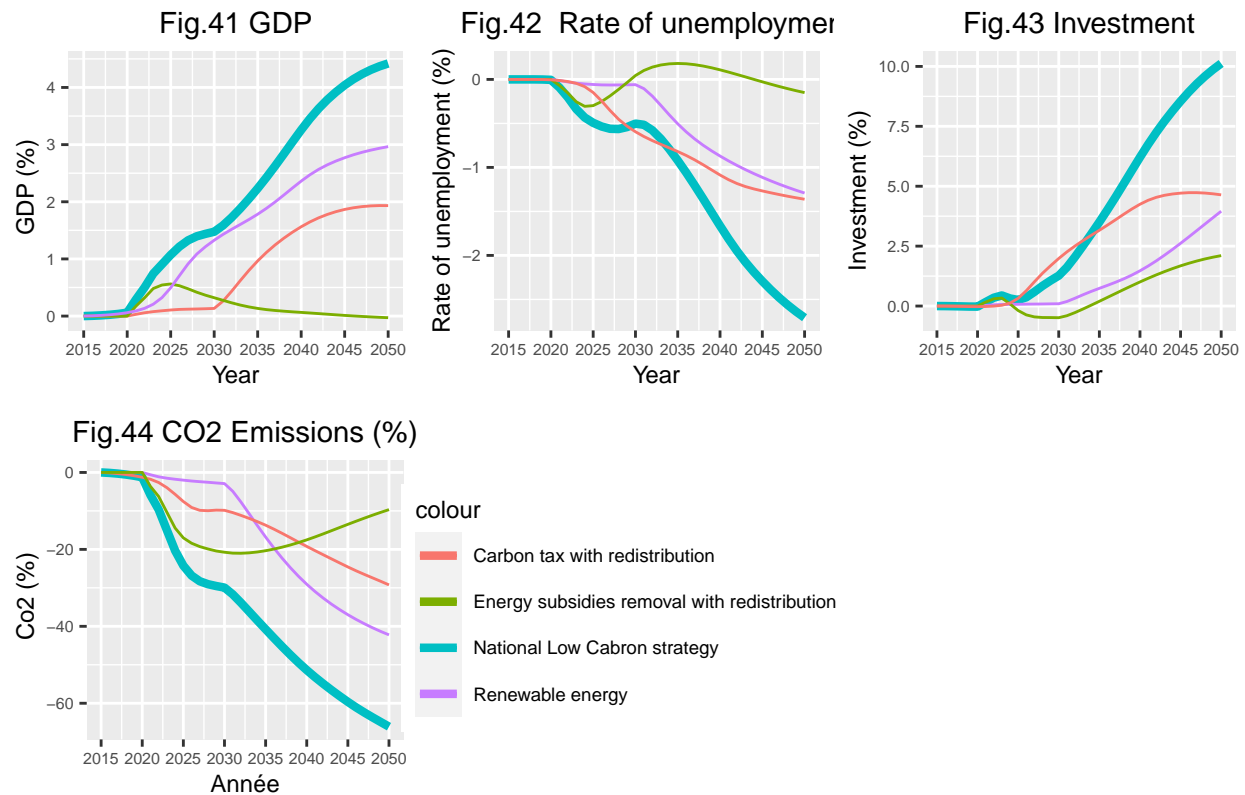 Fig.41 GDP
GDP (%)
4
3
2
1
0
2015 2020 2025 2030 2035 2040 2045 2050
Year
Fig.42 Rate of unemploymer
Rate of unemployment (%)
0
−1
−2
2015 2020 2025 2030 2035 2040 2045 2050
Year
Fig.43 Investment
Investment (%)
10.0
7.5
5.0
2.5
0.0
2015 2020 2025 2030 2035 2040 2045 2050
Year
Fig.44 CO2 Emissions (%)
Co2 (%)
0
−20
−40
−60
2015 2020 2025 2030 2035 2040 2045 2050
Année
colour
Carbon tax with redistribution
Energy subsidies removal with redistribution
National Low Cabron strategy
Renewable energy